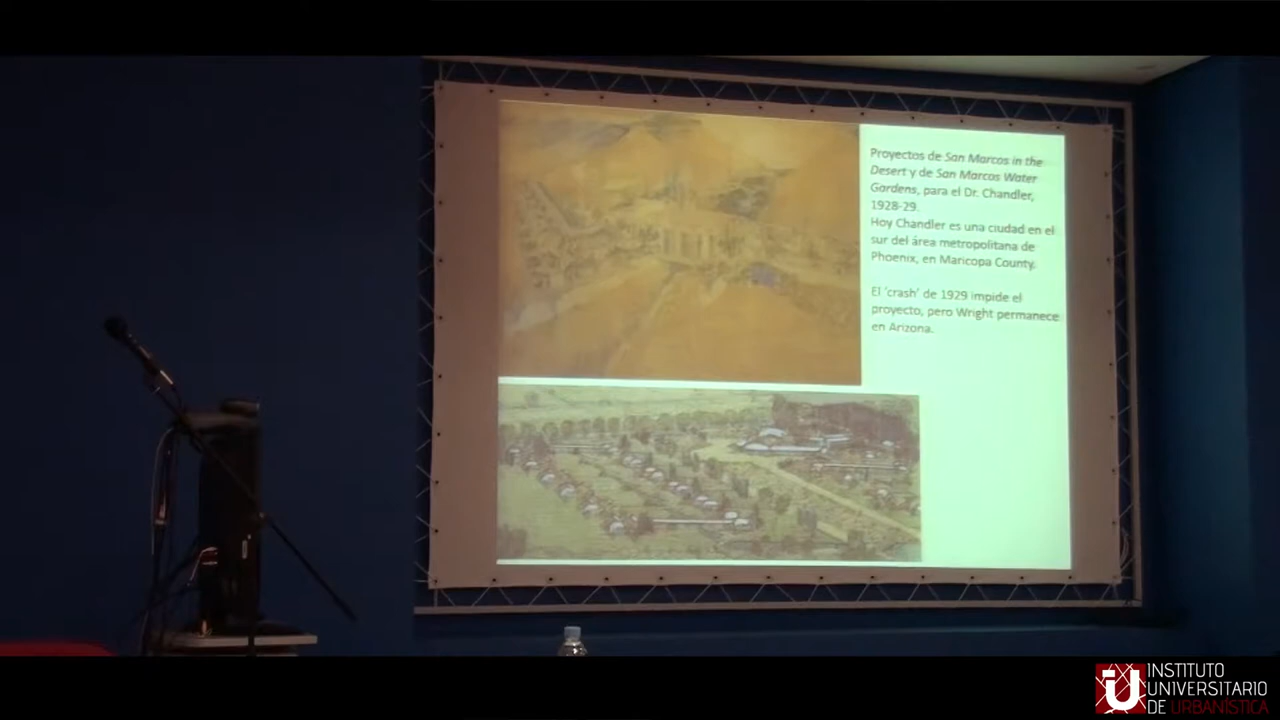 Proyectos de San Marcos in the
Desert y de San Marcos Water
Gardens, para el Dr. Chandler,
1928-29.
Hoy Chandler es una ciudad en el
sur del área metropolitana de
Phoenix, en Maricopa County.
El 'crash' de 1929 impide el
proyecto, pero Wright permanece
en Arizona.
INSTITUTO
UNIVERSITARIO
DE URBANÍSTICA